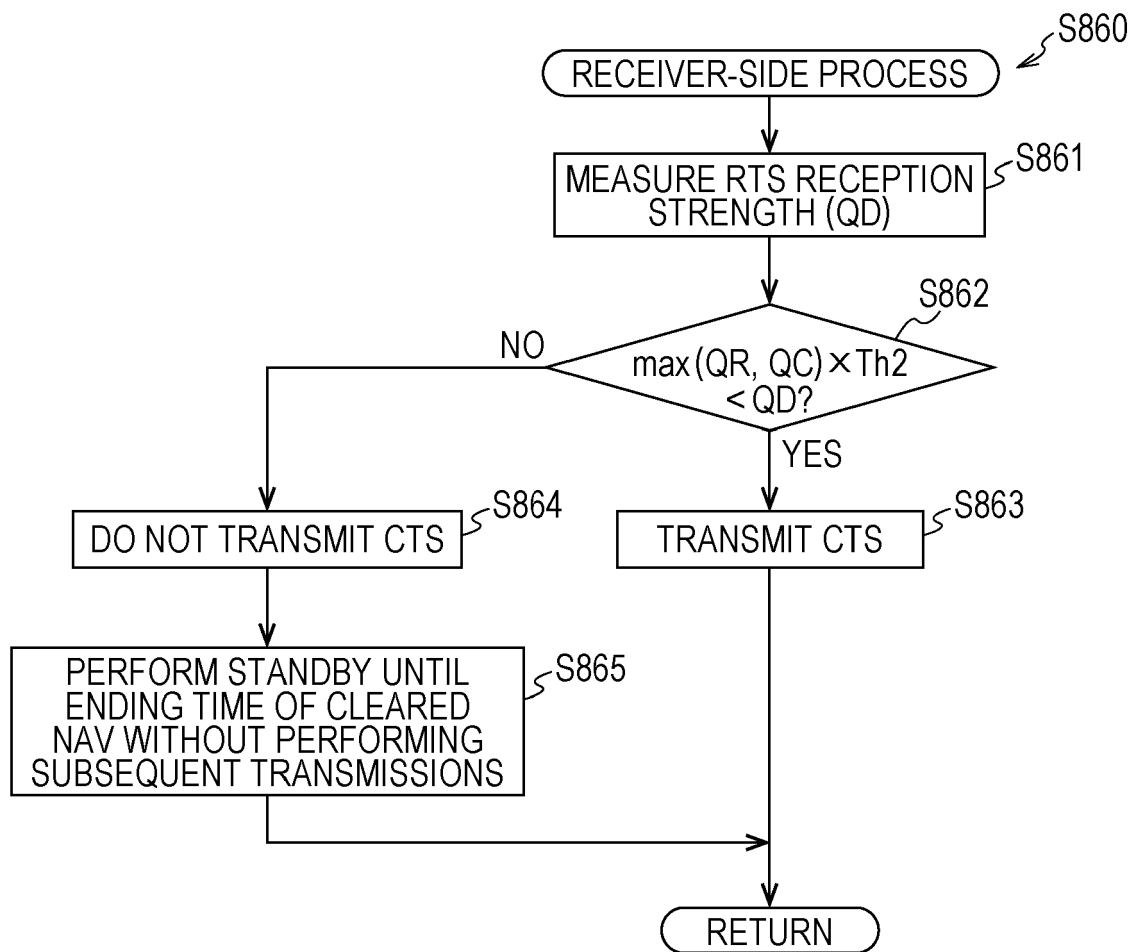 S860
RECEIVER-SIDE PROCESS
S861
MEASURE RTS RECEPTION
STRENGTH (QD)
S862
NO
max (QR, QC) × Th2
< QD?
YES
S864
DO NOT TRANSMIT CTS
S863
TRANSMIT CTS
S865
PERFORM STANDBY UNTIL
ENDING TIME OF CLEARED
NAV WITHOUT PERFORMING
SUBSEQUENT TRANSMISSIONS
RETURN